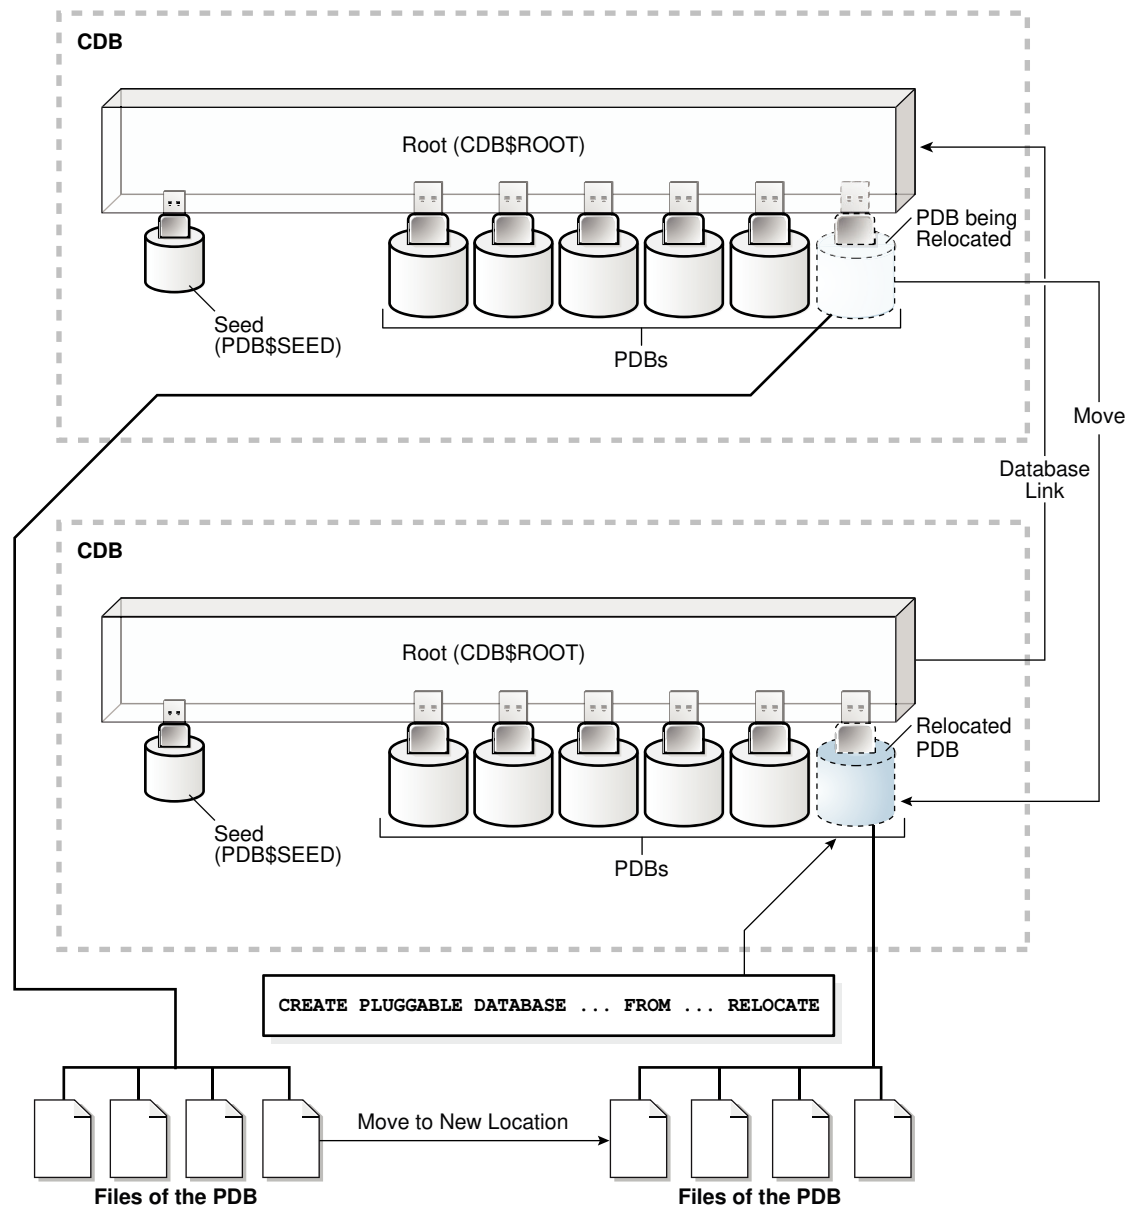 CDB
Root (CDB$ROOT)
PDB being
Relocated
Seed
(PDB$SEED)
PDBs
Move
Database
Link
CDB
Root (CDB$ROOT)
Relocated
PDB
Seed
(PDB$SEED)
PDBs
CREATE PLUGGABLE DATABASE ... FROM ... RELOCATE
Move to New Location
Files of the PDB
Files of the PDB